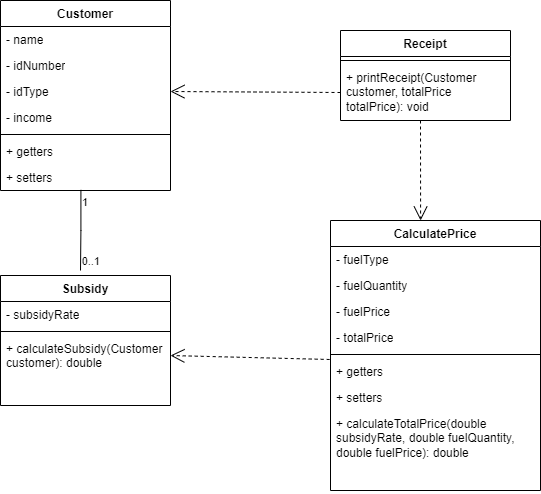 Customer
- name
- idNumber
- idType
- income
+ getters
+ setters
Receipt
+ printReceipt(Customer
customer, totalPrice
totalPrice): void
1
0..1
Subsidy
- subsidyRate
+ calculateSubsidy(Customer
customer): double
CalculatePrice
- fuelType
- fuelQuantity
- fuelPrice
- totalPrice
+ getters
+ setters
+ calculateTotalPrice(double
subsidyRate, double fuelQuantity,
double fuelPrice): double